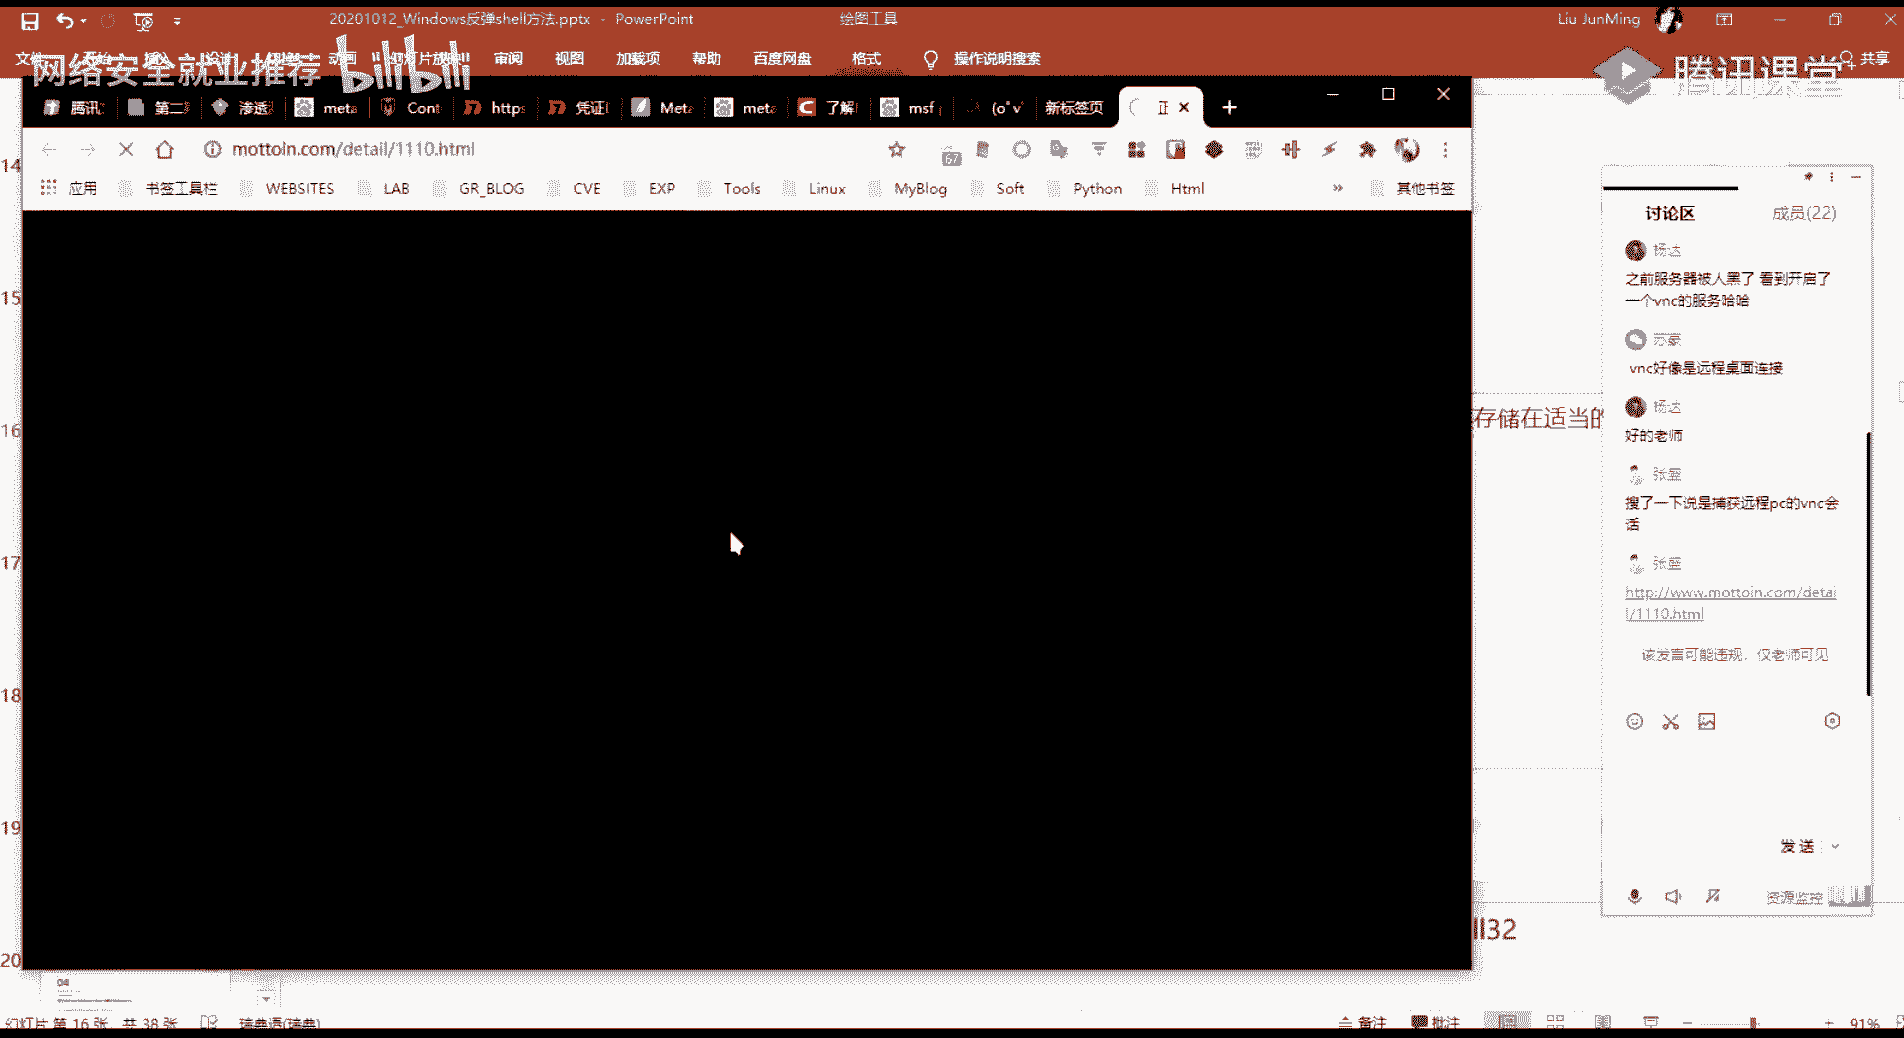 20201012_Windows反弹shell方法.pptx - PowerPoint
绘图工具
Liu JunMing
动画
审阅
视图
加载项
帮助
百度网盘
格式
操作说明搜索
共享
网络安全就业推荐
bilibili
腾讯课堂
腾讯
第二
渗透
meta
Cont
https
凭证
Meta
meta
了解
msf
(o˚v
新标签页
正
mottoin.com/detail/1110.html
67
应用
书签工具栏
WEBSITES
LAB
GR_BLOG
CVE
EXP
Tools
Linux
MyBlog
Soft
Python
Html
»
其他书签
14
15
16
17
18
19
20
存储在适当的
ll32
讨论区
成员(22)
杨达
之前服务器被人黑了 看到开启了
一个vnc的服务哈哈
vnc好像是远程桌面连接
杨达
好的老师
搜了一下说是捕获远程pc的vnc会
话
http://www.mottoin.com/detai
l/1110.html
该发言可能违规，仅老师可见
发送
资源监控
04
幻灯片 第 16 张，共 38 张
瑞典语(瑞典)
备注
批注
91%